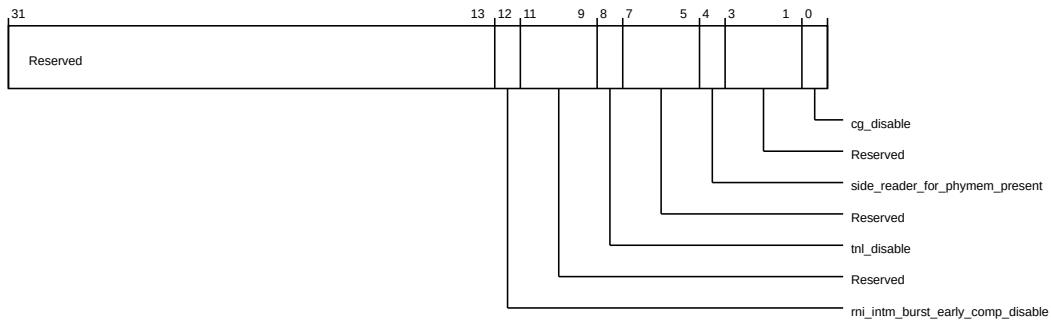 31 13 12 11 9 8 7 5 4 3 1 0
Reserved
cg_disable
Reserved
side_reader_for_phymem_present
Reserved
tnl_disable
Reserved
rni_intm_burst_early_comp_disable